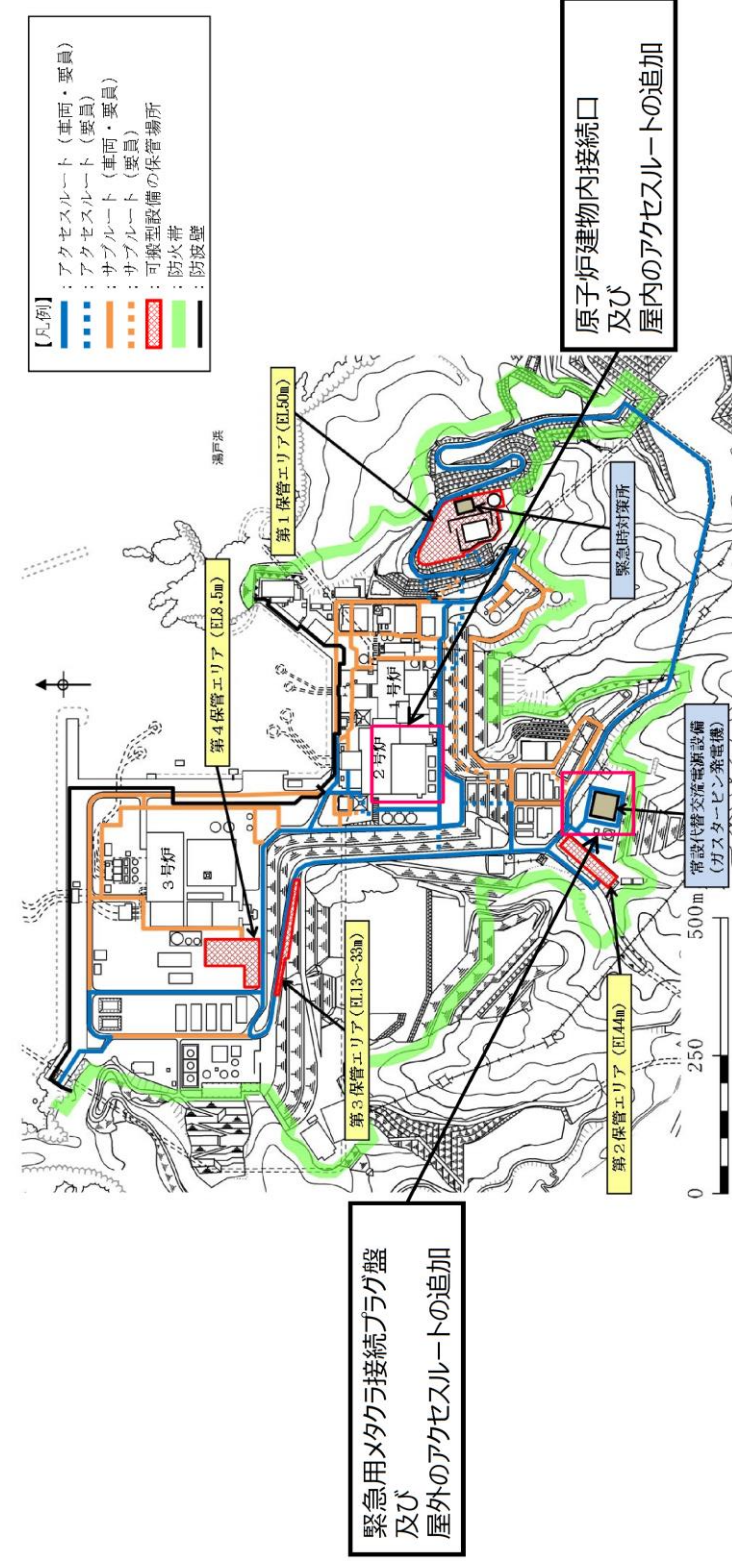 【凡例】
：アクセスルート（車両・要員）
：アクセスルート（要員）
：サブルート（車両・要員）
：サブルート（要員）
：可搬型設備の保管場所
：防火帯
：防波壁
湯戸浜
第４保管エリア（EL8.5m）
第１保管エリア(EL50m)
３号炉
２号炉
１号炉
緊急時対策所
第３保管エリア(EL13～33m)
第２保管エリア（EL44m）
常設代替交流電源設備
（ガスタービン発電機）
緊急用メタクラ接続プラグ盤
及び
屋外のアクセスルートの追加
原子炉建物内接続口
及び
屋内のアクセスルートの追加
0 250 500m